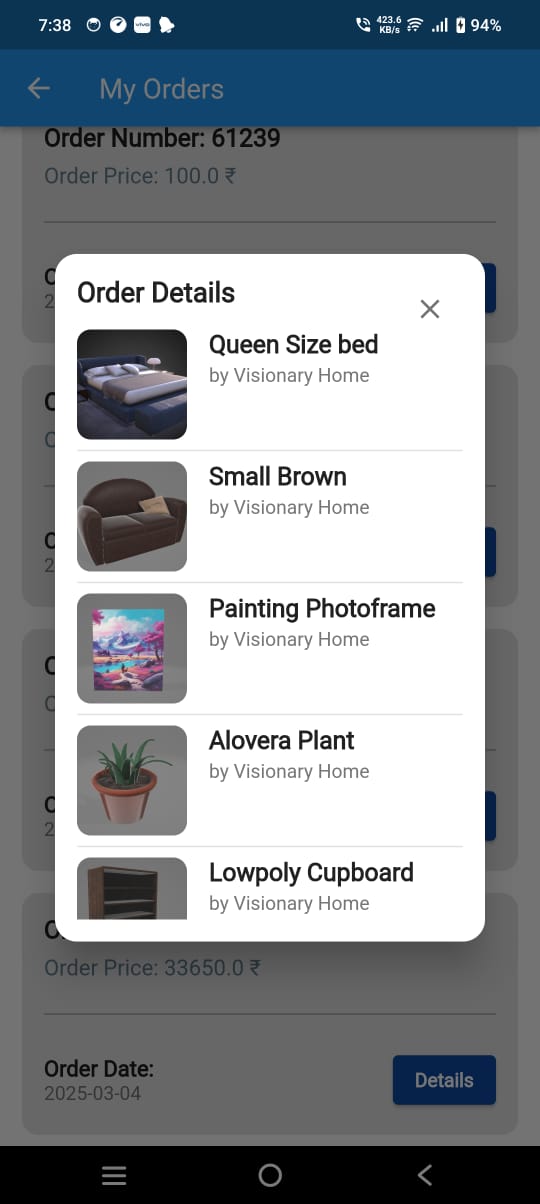 7:38
vivo
423.6
KB/s
94%
My Orders
Order Number: 61239
Order Price: 100.0 ₹
Order Details
Queen Size bed
by Visionary Home
Small Brown
by Visionary Home
Painting Photoframe
by Visionary Home
Alovera Plant
by Visionary Home
Lowpoly Cupboard
by Visionary Home
Order Price: 33650.0 ₹
Order Date:
2025-03-04
Details